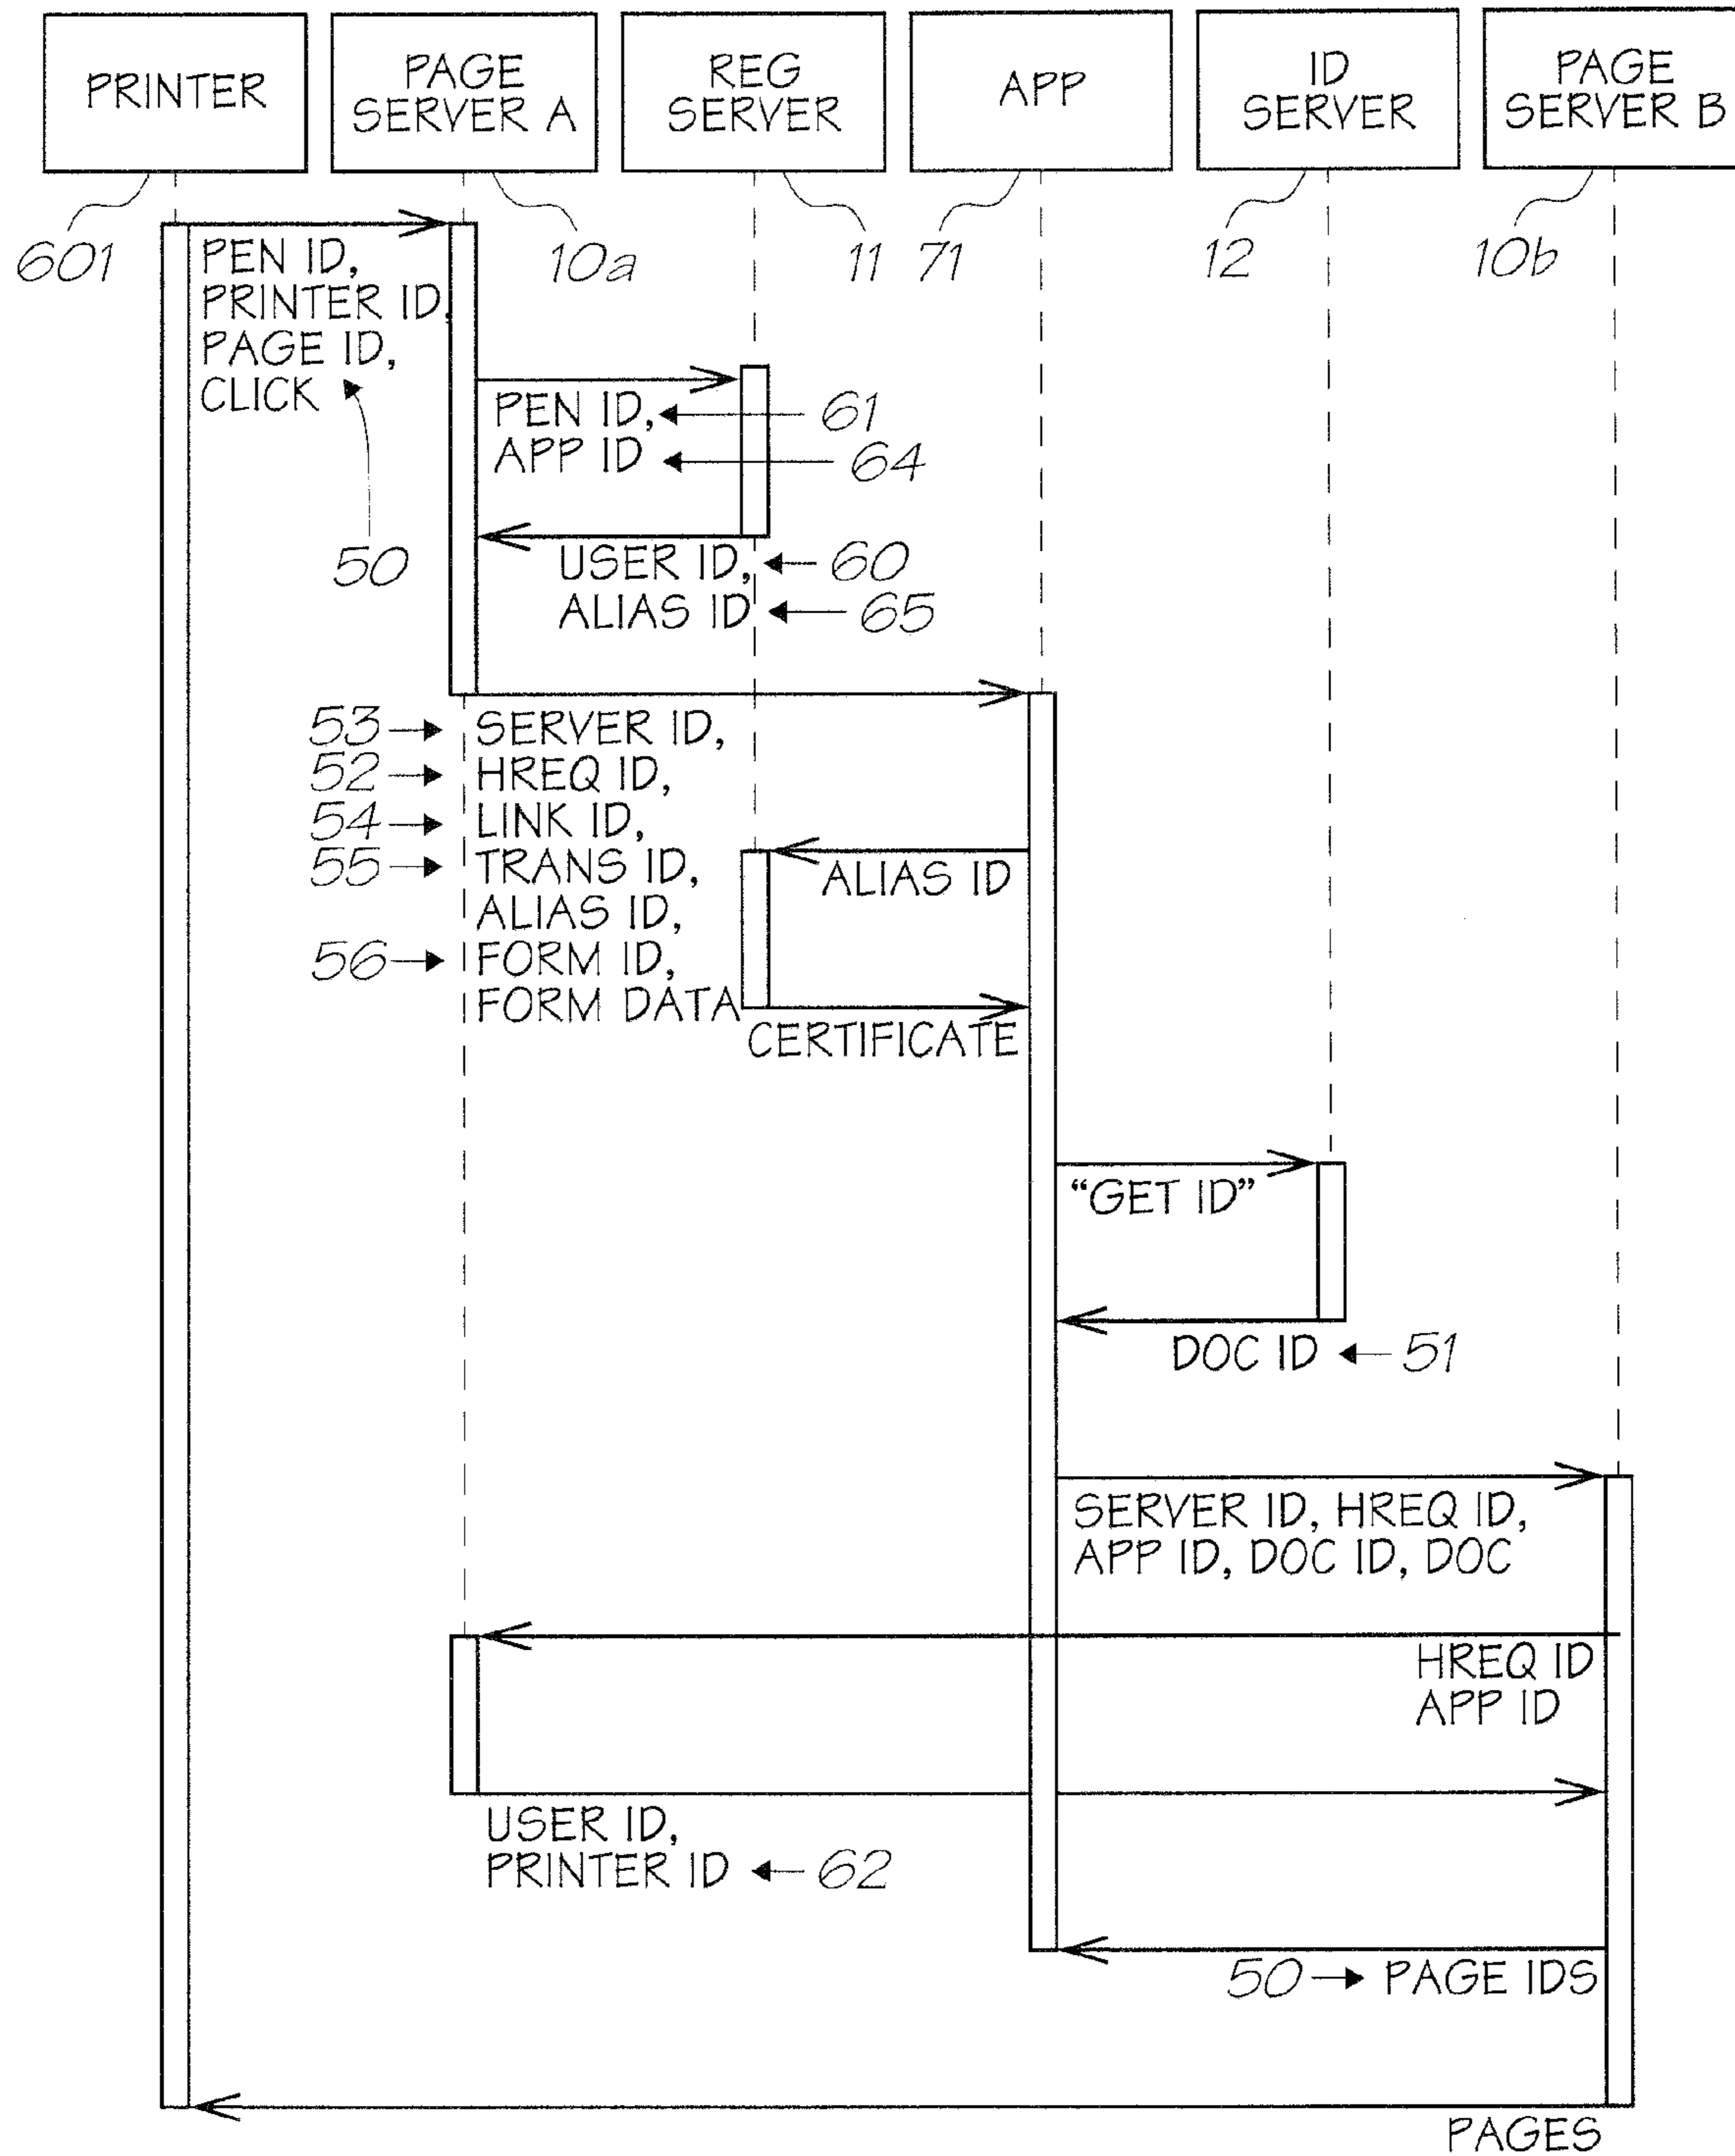 PRINTER
PAGE
SERVER A
REG
SERVER
APP
ID
SERVER
PAGE
SERVER B
601
10a
11
71
12
10b
PEN ID,
PRINTER ID,
PAGE ID,
CLICK
50
PEN ID, 61
APP ID 64
USER ID, 60
ALIAS ID 65
53 SERVER ID,
52 HREQ ID,
54 LINK ID,
55 TRANS ID,
ALIAS ID,
56 FORM ID,
FORM DATA
ALIAS ID
CERTIFICATE
“GET ID”
DOC ID 51
SERVER ID, HREQ ID,
APP ID, DOC ID, DOC
HREQ ID
APP ID
USER ID,
PRINTER ID 62
50 PAGE IDS
PAGES